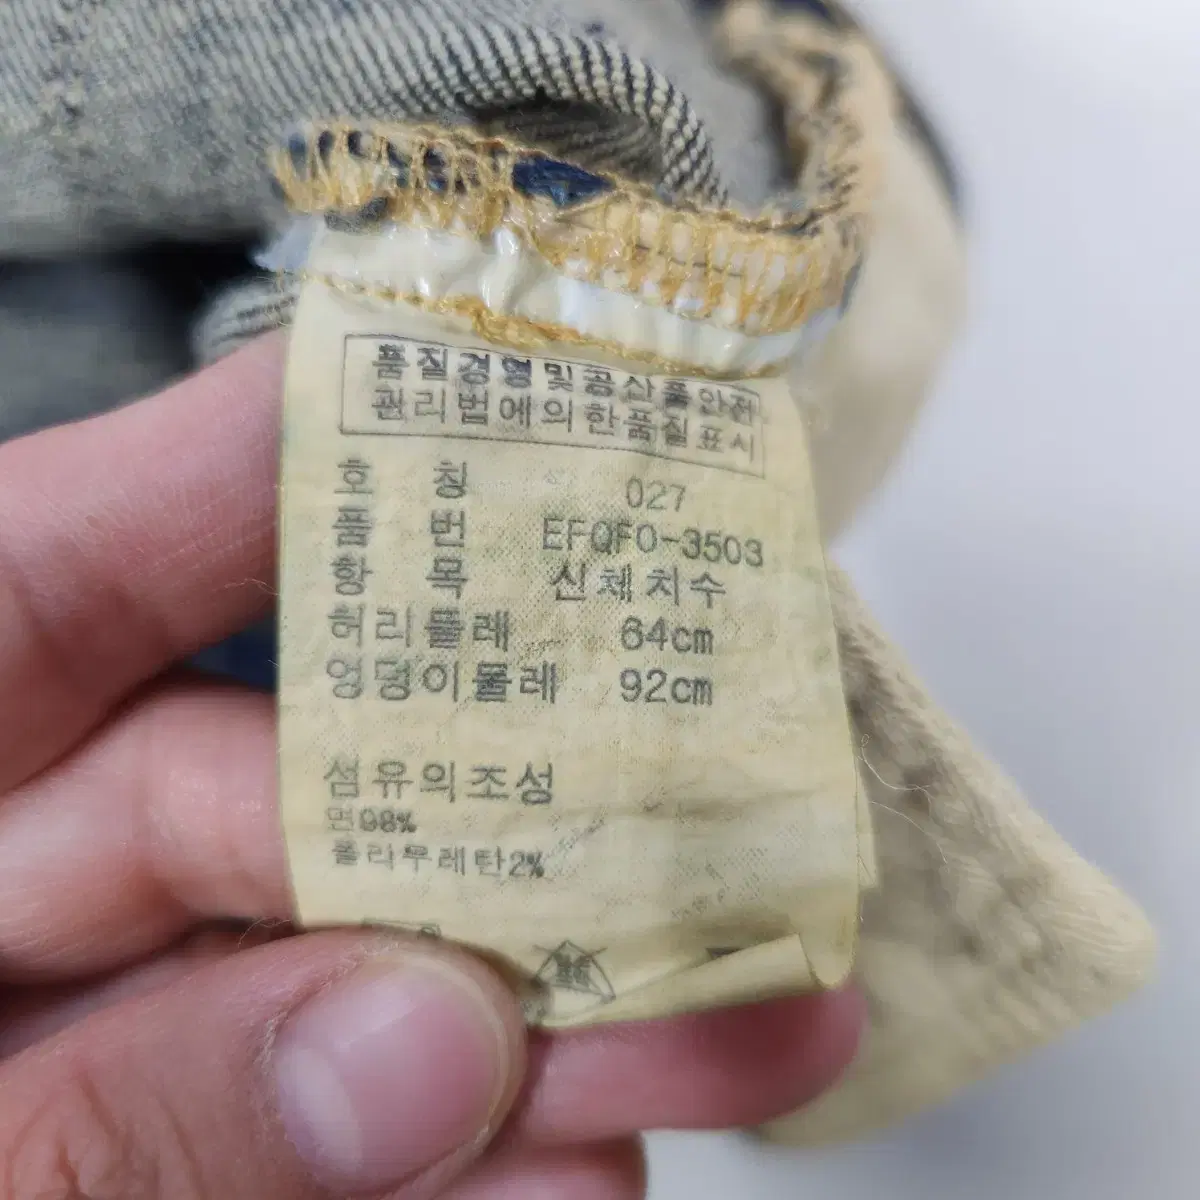 품질경영및공산품안전
관리법에의한품질표시
호 칭 027
품 번 EFQFO-3503
항 목 신체치수
허리둘레 64cm
엉덩이둘레 92cm
섬유의조성
면98%
폴리우레탄2%